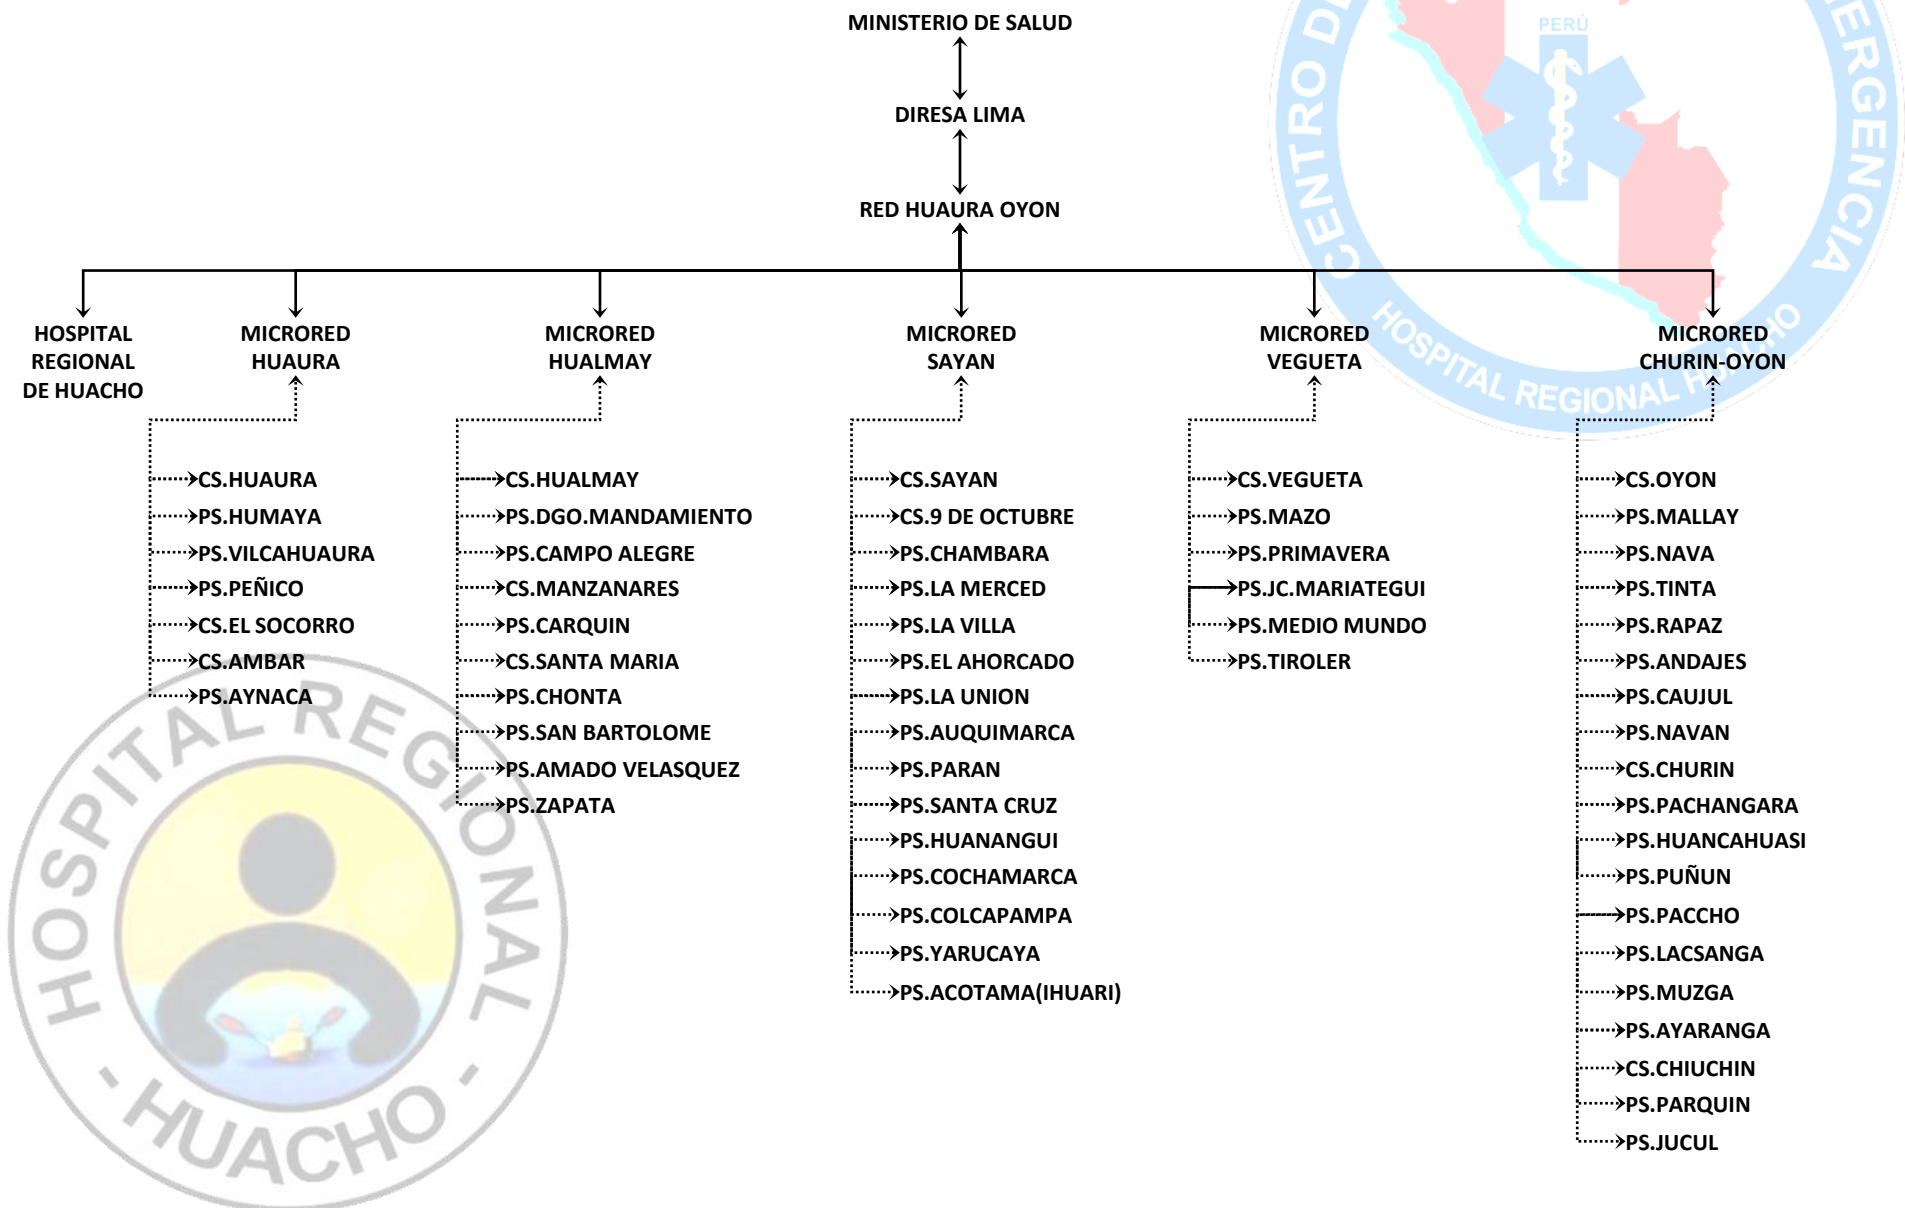 MINISTERIO DE SALUD
DIRESA LIMA
RED HUAURA OYON
HOSPITAL
REGIONAL
DE HUACHO
MICRORED
HUAURA
MICRORED
HUALMAY
MICRORED
SAYAN
MICRORED
VEGUETA
MICRORED
CHURIN-OYON
CS.HUAURA
PS.HUMAYA
PS.VILCAHUAURA
PS.PEÑICO
CS.EL SOCORRO
CS.AMBAR
PS.AYNACA
CS.HUALMAY
PS.DGO.MANDAMIENTO
PS.CAMPO ALEGRE
CS.MANZANARES
PS.CARQUIN
CS.SANTA MARIA
PS.CHONTA
PS.SAN BARTOLOME
PS.AMADO VELASQUEZ
PS.ZAPATA
CS.SAYAN
CS.9 DE OCTUBRE
PS.CHAMBARA
PS.LA MERCED
PS.LA VILLA
PS.EL AHORCADO
PS.LA UNION
PS.AUQUIMARCA
PS.PARAN
PS.SANTA CRUZ
PS.HUANANGUI
PS.COCHAMARCA
PS.COLCAPAMPA
PS.YARUCAYA
PS.ACOTAMA(IHUARI)
CS.VEGUETA
PS.MAZO
PS.PRIMAVERA
PS.JC.MARIATEGUI
PS.MEDIO MUNDO
PS.TIROLER
CS.OYON
PS.MALLAY
PS.NAVA
PS.TINTA
PS.RAPAZ
PS.ANDAJES
PS.CAUJUL
PS.NAVAN
CS.CHURIN
PS.PACHANGARA
PS.HUANCAHUASI
PS.PUÑUN
PS.PACCHO
PS.LACSANGA
PS.MUZGA
PS.AYARANGA
CS.CHIUCHIN
PS.PARQUIN
PS.JUCUL
PERÚ
CENTRO DE
ERGENCIA
HOSPITAL REGIONAL HUACHO
HOSPITAL REGIONAL
- HUACHO -